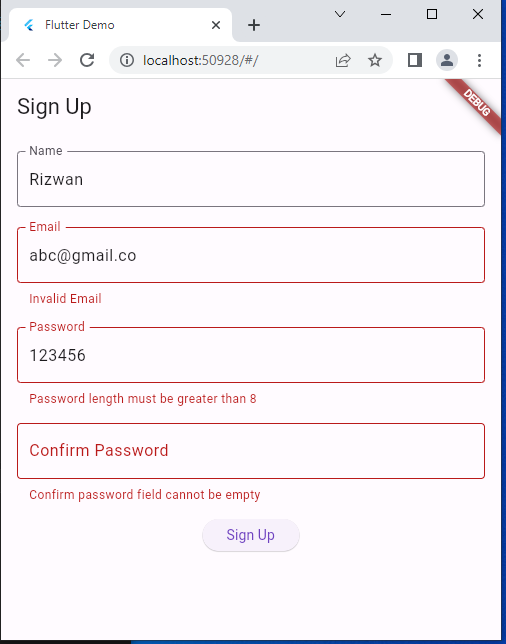 Flutter Demo
localhost:50928/#/
DEBUG
Sign Up
Name
Rizwan
Email
abc@gmail.co
Invalid Email
Password
123456
Password length must be greater than 8
Confirm Password
Confirm password field cannot be empty
Sign Up